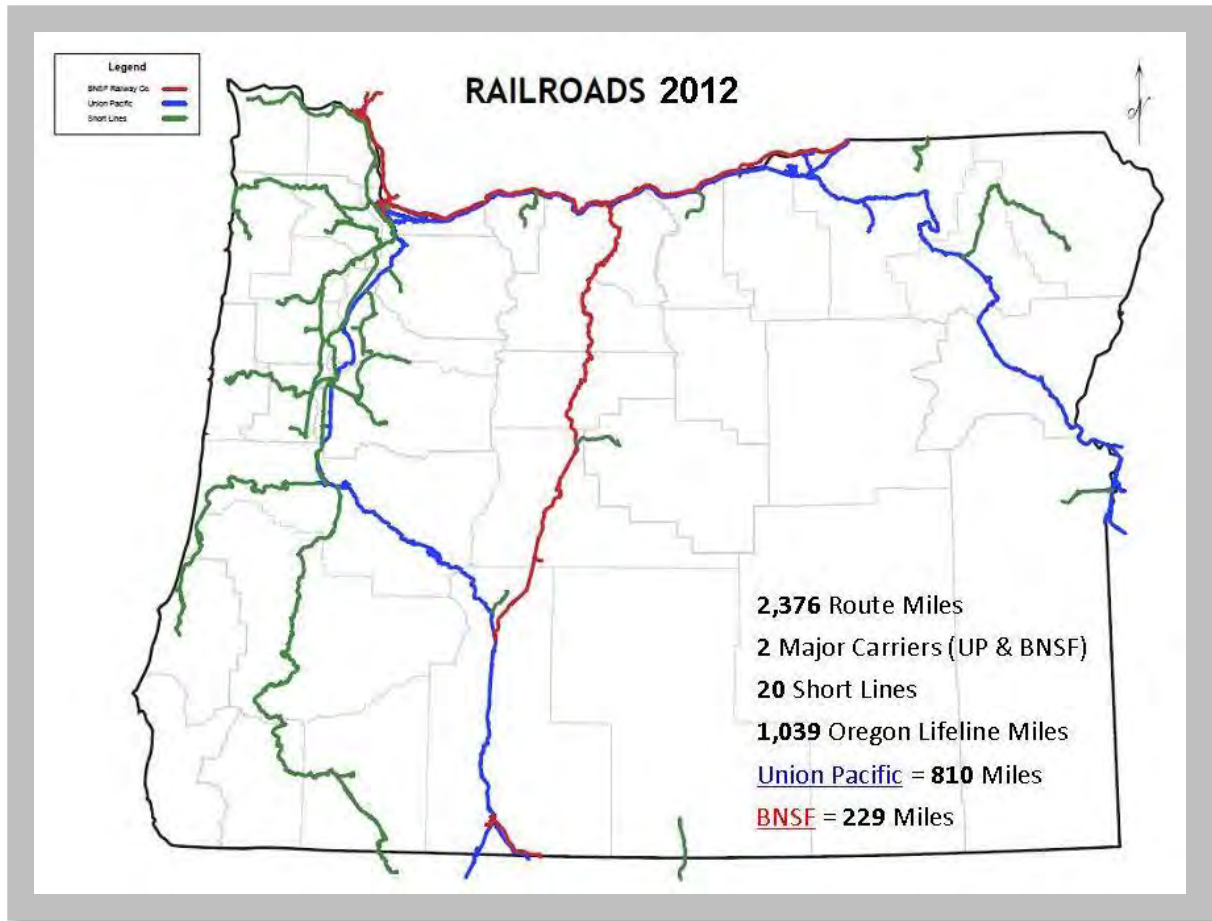 Legend
BNSF Railway Co
Union Pacific
Short Lines
RAILROADS 2012
N
2,376 Route Miles
2 Major Carriers (UP & BNSF)
20 Short Lines
1,039 Oregon Lifeline Miles
Union Pacific = 810 Miles
BNSF = 229 Miles